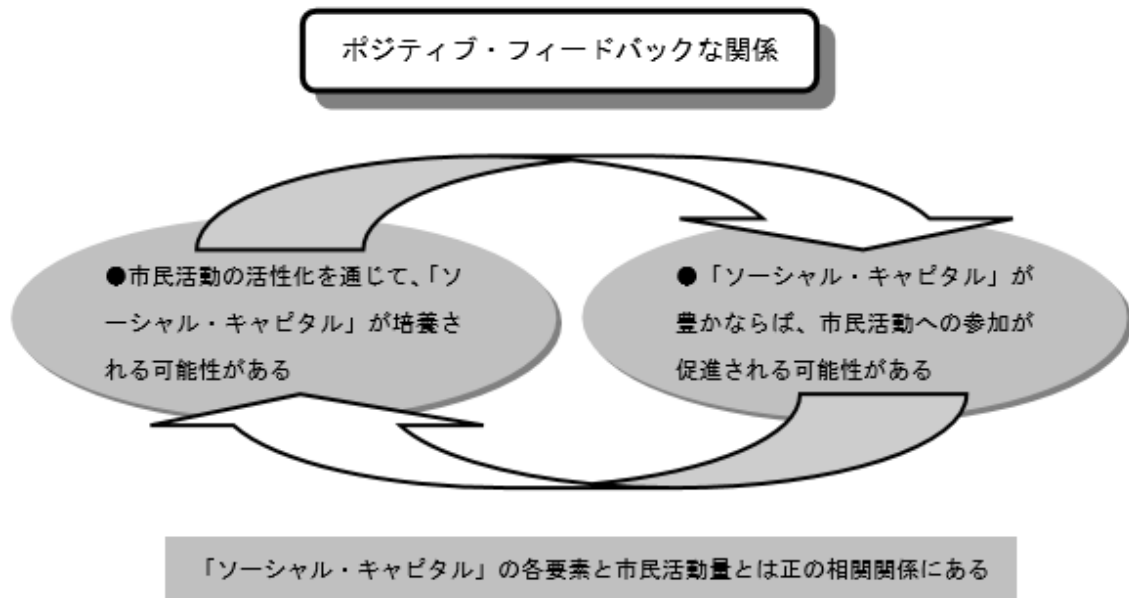 ポジティブ・フィードバックな関係
●市民活動の活性化を通じて、「ソ
ーシャル・キャピタル」が培養さ
れる可能性がある
●「ソーシャル・キャピタル」が
豊かならば、市民活動への参加が
促進される可能性がある
「ソーシャル・キャピタル」の各要素と市民活動量とは正の相関関係にある